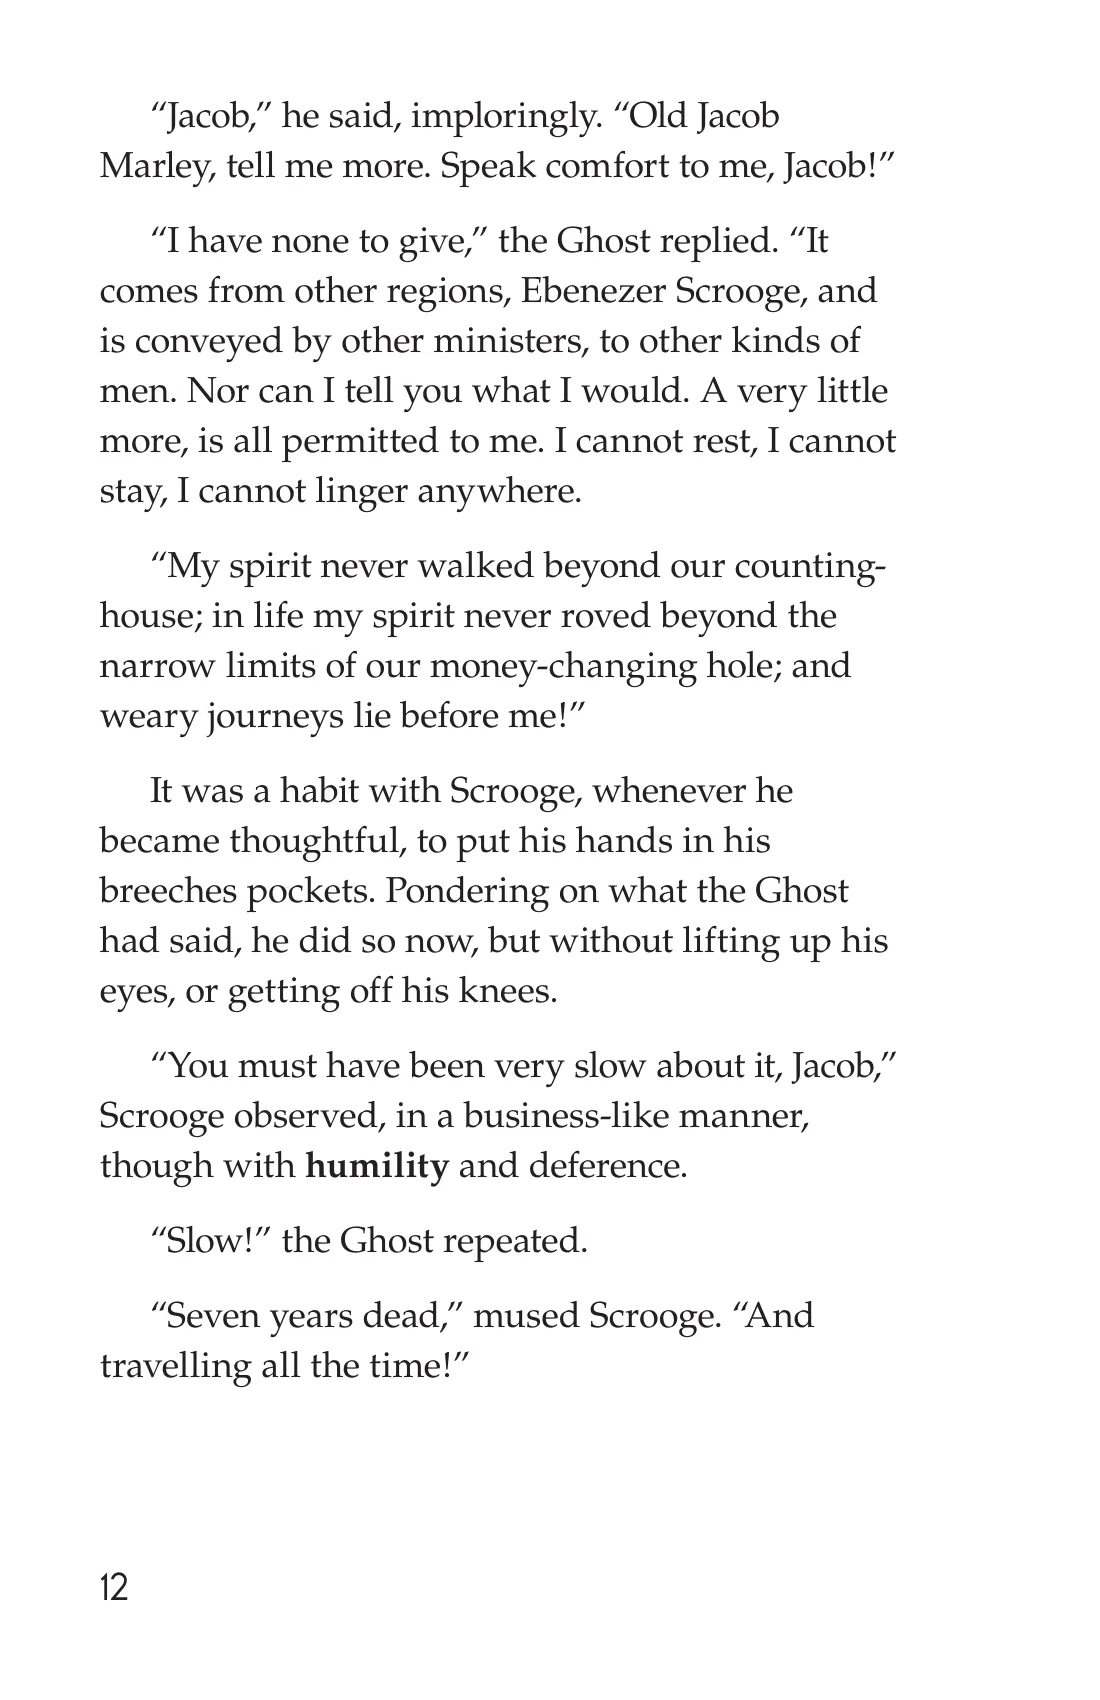 “Jacob,” he said, imploringly. “Old Jacob
Marley, tell me more. Speak comfort to me, Jacob!”
“I have none to give,” the Ghost replied. “It
comes from other regions, Ebenezer Scrooge, and
is conveyed by other ministers, to other kinds of
men. Nor can I tell you what I would. A very little
more, is all permitted to me. I cannot rest, I cannot
stay, I cannot linger anywhere.
“My spirit never walked beyond our counting-
house; in life my spirit never roved beyond the
narrow limits of our money-changing hole; and
weary journeys lie before me!”
It was a habit with Scrooge, whenever he
became thoughtful, to put his hands in his
breeches pockets. Pondering on what the Ghost
had said, he did so now, but without lifting up his
eyes, or getting off his knees.
“You must have been very slow about it, Jacob,”
Scrooge observed, in a business-like manner,
though with humility and deference.
“Slow!” the Ghost repeated.
“Seven years dead,” mused Scrooge. “And
travelling all the time!”
12